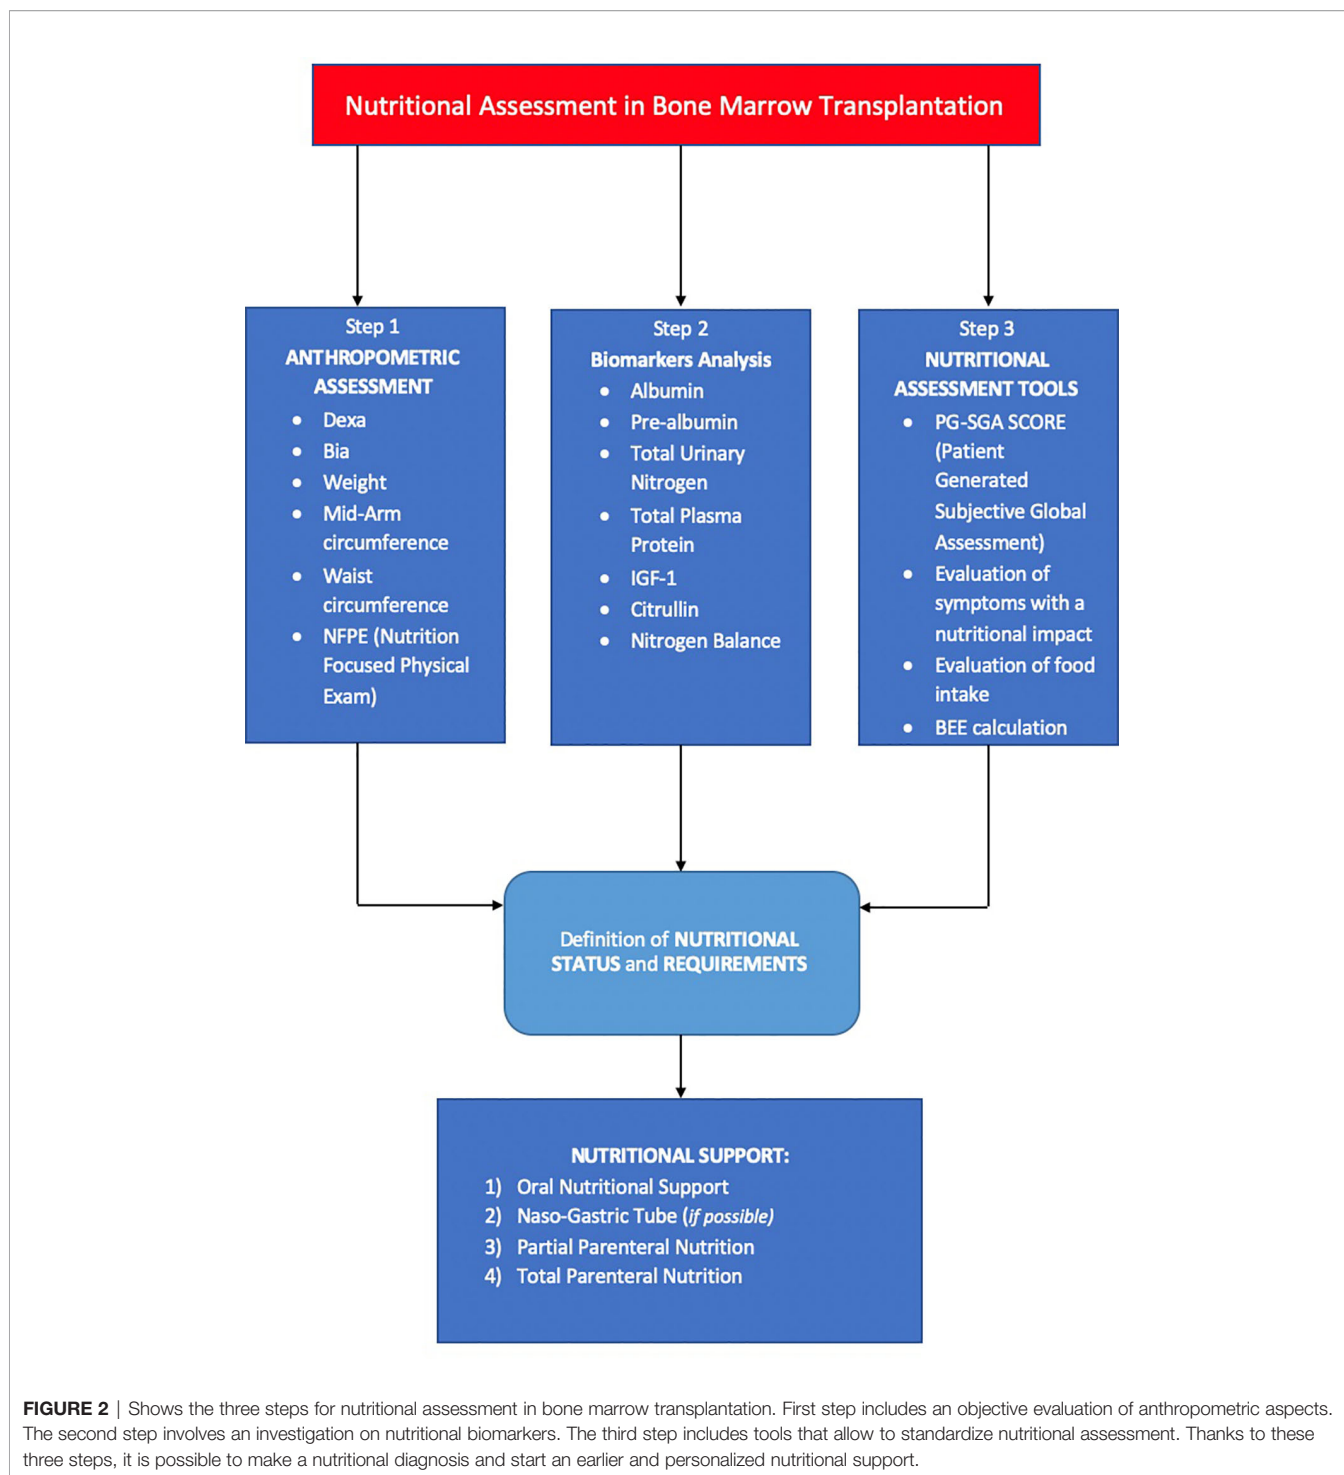 Nutritional Assessment in Bone Marrow Transplantation
Step 1
ANTHROPOMETRIC
ASSESSMENT
• Dexa
• Bia
• Weight
• Mid-Arm
circumference
• Waist
circumference
• NFPE (Nutrition
Focused Physical
Exam)
Step 2
Biomarkers Analysis
• Albumin
• Pre-albumin
• Total Urinary
Nitrogen
• Total Plasma
Protein
• IGF-1
• Citrullin
• Nitrogen Balance
Step 3
NUTRITIONAL
ASSESSMENT TOOLS
• PG-SGA SCORE
(Patient
Generated
Subjective Global
Assessment)
• Evaluation of
symptoms with a
nutritional impact
• Evaluation of food
intake
• BEE calculation
Definition of NUTRITIONAL
STATUS and REQUIREMENTS
NUTRITIONAL SUPPORT:
1) Oral Nutritional Support
2) Naso-Gastric Tube (if possible)
3) Partial Parenteral Nutrition
4) Total Parenteral Nutrition
FIGURE 2 | Shows the three steps for nutritional assessment in bone marrow transplantation. First step includes an objective evaluation of anthropometric aspects.
The second step involves an investigation on nutritional biomarkers. The third step includes tools that allow to standardize nutritional assessment. Thanks to these
three steps, it is possible to make a nutritional diagnosis and start an earlier and personalized nutritional support.